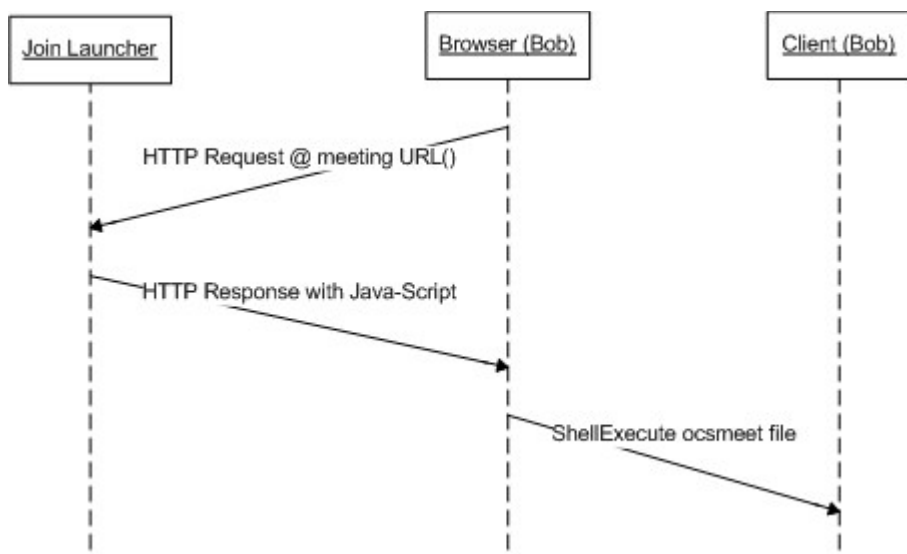 Join Launcher
Browser (Bob)
Client (Bob)
HTTP Request @ meeting URL()
HTTP Response with Java-Script
ShellExecute ocsmeet file